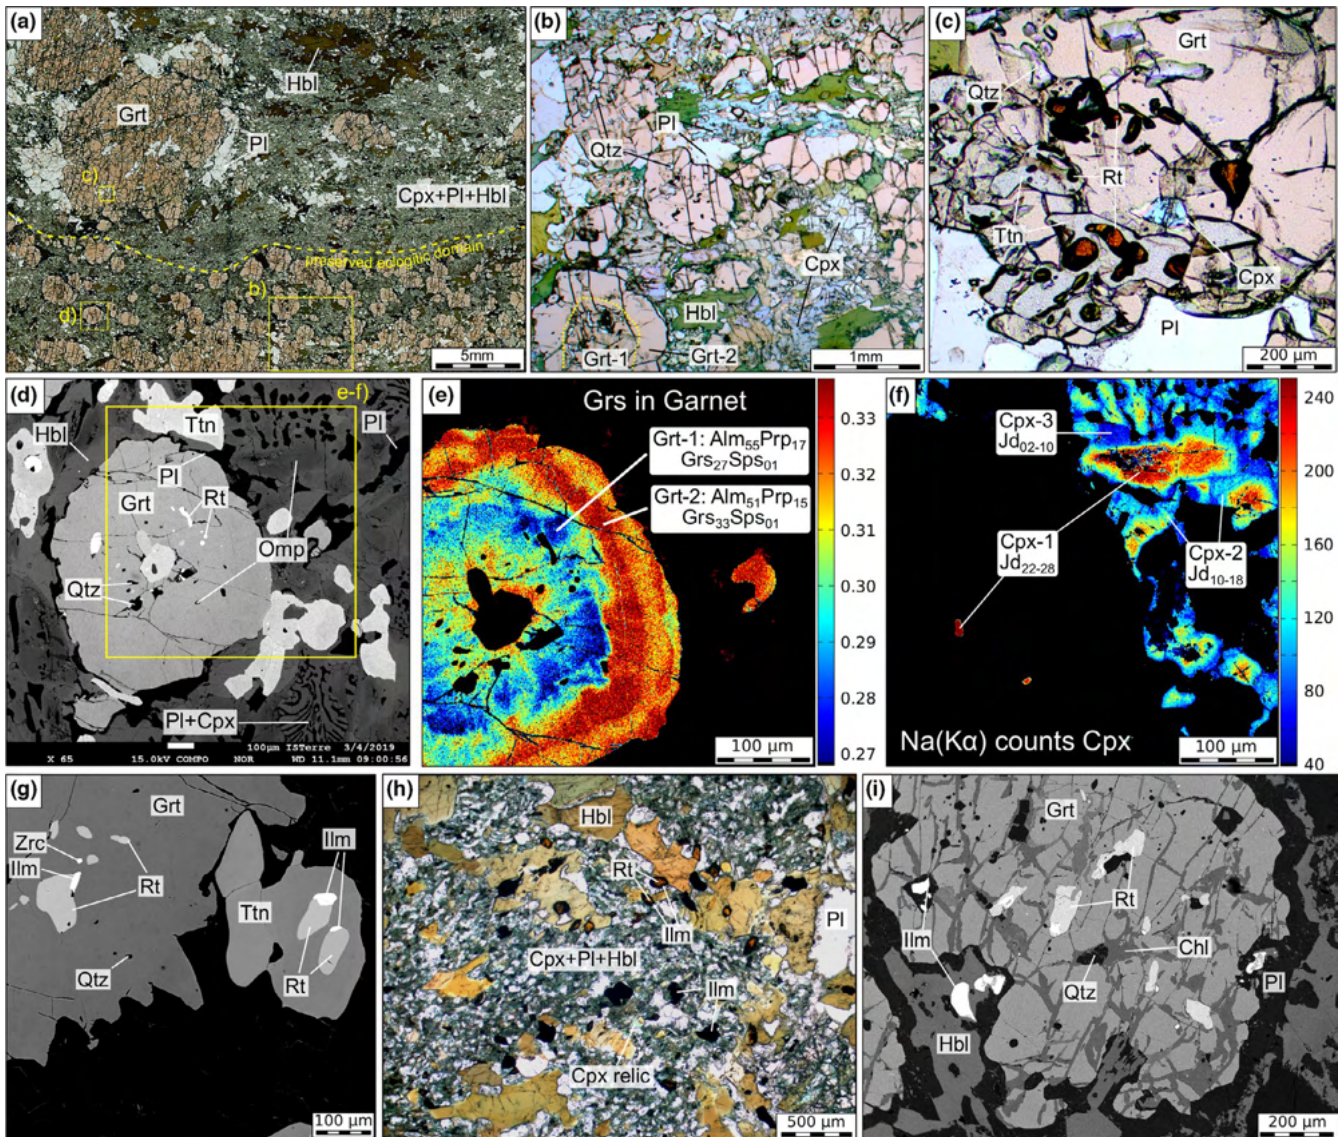 (a)
Hbl
Grt
Pl
c)
Cpx+Pl+Hbl
preserved eclogitic domain
b)
d)
5mm
(b)
Pl
Qtz
Cpx
Hbl
Grt-1
Grt-2
1mm
(c)
Grt
Qtz
Rt
Ttn
Cpx
Pl
200 µm
(d)
e-f)
Hbl
Ttn
Pl
Pl
Grt
Rt
Omp
Qtz
Pl+Cpx
100µm ISTerre 3/4/2019
X 65 15.0kV COMPO NOR WD 11.1mm 09:00:56
(e)
Grs in Garnet
Grt-1: Alm55Prp17
Grs27Sps01
Grt-2: Alm51Prp15
Grs33Sps01
100 µm
0.33
0.32
0.31
0.30
0.29
0.28
0.27
(f)
Cpx-3
Jd02-10
Cpx-1
Jd22-28
Cpx-2
Jd10-18
Na(Kα) counts Cpx
100 µm
200
180
160
140
120
100
80
60
40
(g)
Grt
Zrc
Ilm
Ilm
Rt
Ttn
Qtz
Rt
100 µm
(h)
Hbl
Rt
Ilm
Pl
Cpx+Pl+Hbl
Ilm
Cpx relic
500 µm
(i)
Grt
Rt
Ilm
Chl
Qtz
Pl
Hbl
200 µm